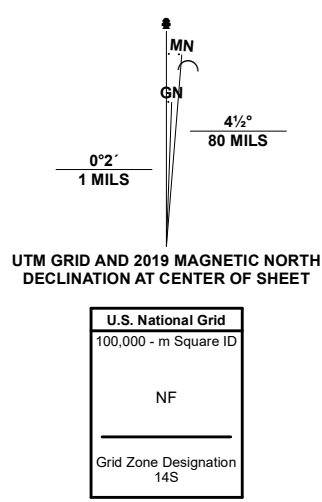 MN
GN
4½°
80 MILS
0°2´
1 MILS
UTM GRID AND 2019 MAGNETIC NORTH
DECLINATION AT CENTER OF SHEET
U.S. National Grid
100,000 - m Square ID
NF
Grid Zone Designation
14S